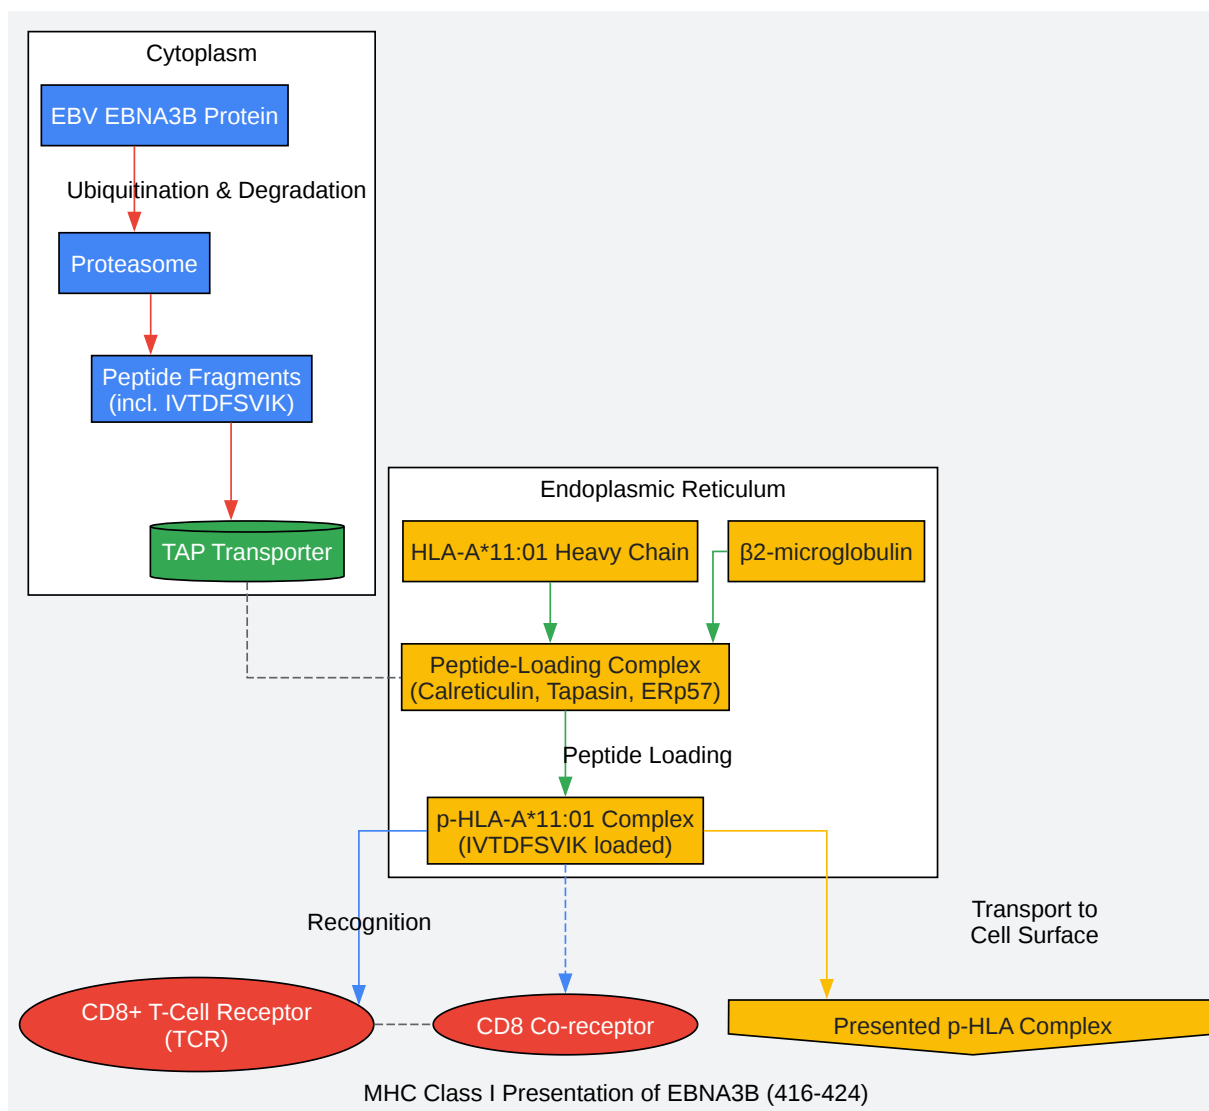 Cytoplasm
EBV EBNA3B Protein
Ubiquitination & Degradation
Proteasome
Peptide Fragments
(incl. IVTDFSVIK)
TAP Transporter
Endoplasmic Reticulum
HLA-A*11:01 Heavy Chain
β2-microglobulin
Peptide-Loading Complex
(Calreticulin, Tapasin, ERp57)
Peptide Loading
p-HLA-A*11:01 Complex
(IVTDFSVIK loaded)
Recognition
Transport to
Cell Surface
CD8+ T-Cell Receptor
(TCR)
CD8 Co-receptor
Presented p-HLA Complex
MHC Class I Presentation of EBNA3B (416-424)